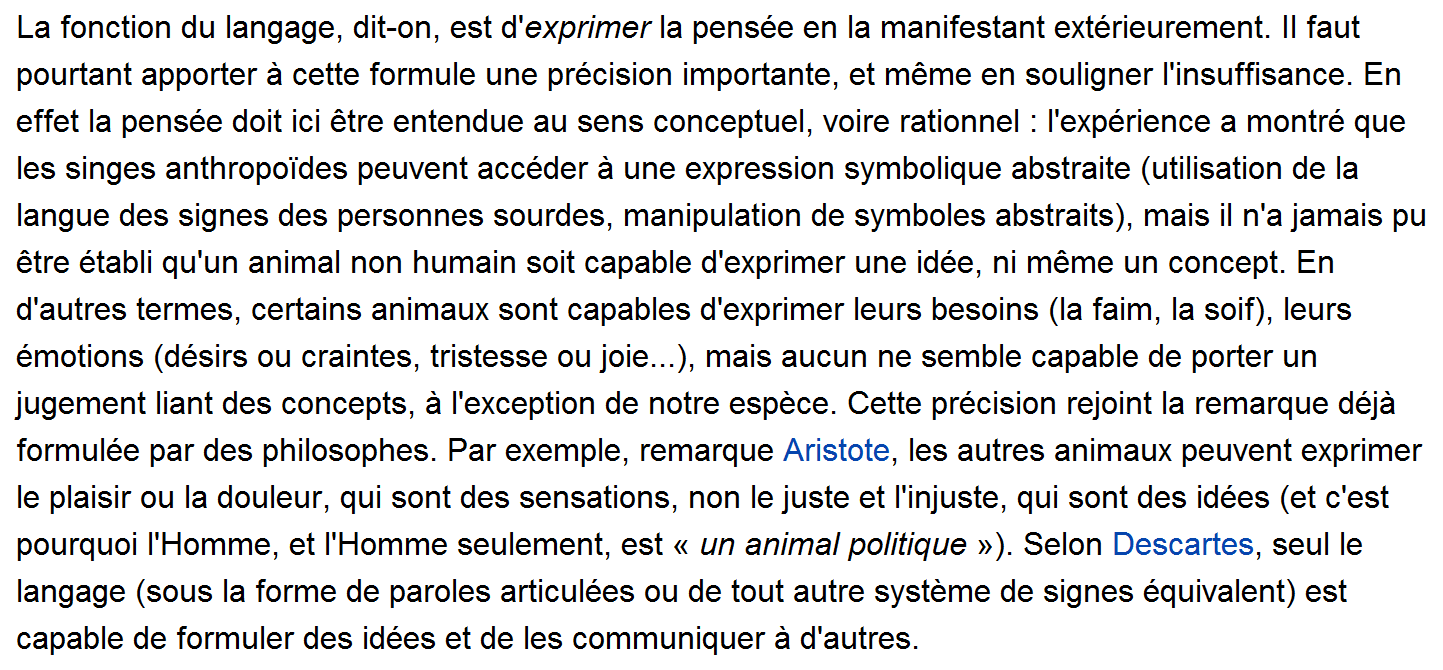 La fonction du langage, dit-on, est d'exprimer la pensée en la manifestant extérieurement. Il faut
pourtant apporter à cette formule une précision importante, et même en souligner l'insuffisance. En
effet la pensée doit ici être entendue au sens conceptuel, voire rationnel : l'expérience a montré que
les singes anthropoïdes peuvent accéder à une expression symbolique abstraite (utilisation de la
langue des signes des personnes sourdes, manipulation de symboles abstraits), mais il n'a jamais pu
être établi qu'un animal non humain soit capable d'exprimer une idée, ni même un concept. En
d'autres termes, certains animaux sont capables d'exprimer leurs besoins (la faim, la soif), leurs
émotions (désirs ou craintes, tristesse ou joie...), mais aucun ne semble capable de porter un
jugement liant des concepts, à l'exception de notre espèce. Cette précision rejoint la remarque déjà
formulée par des philosophes. Par exemple, remarque Aristote, les autres animaux peuvent exprimer
le plaisir ou la douleur, qui sont des sensations, non le juste et l'injuste, qui sont des idées (et c'est
pourquoi l'Homme, et l'Homme seulement, est « un animal politique »). Selon Descartes, seul le
langage (sous la forme de paroles articulées ou de tout autre système de signes équivalent) est
capable de formuler des idées et de les communiquer à d'autres.